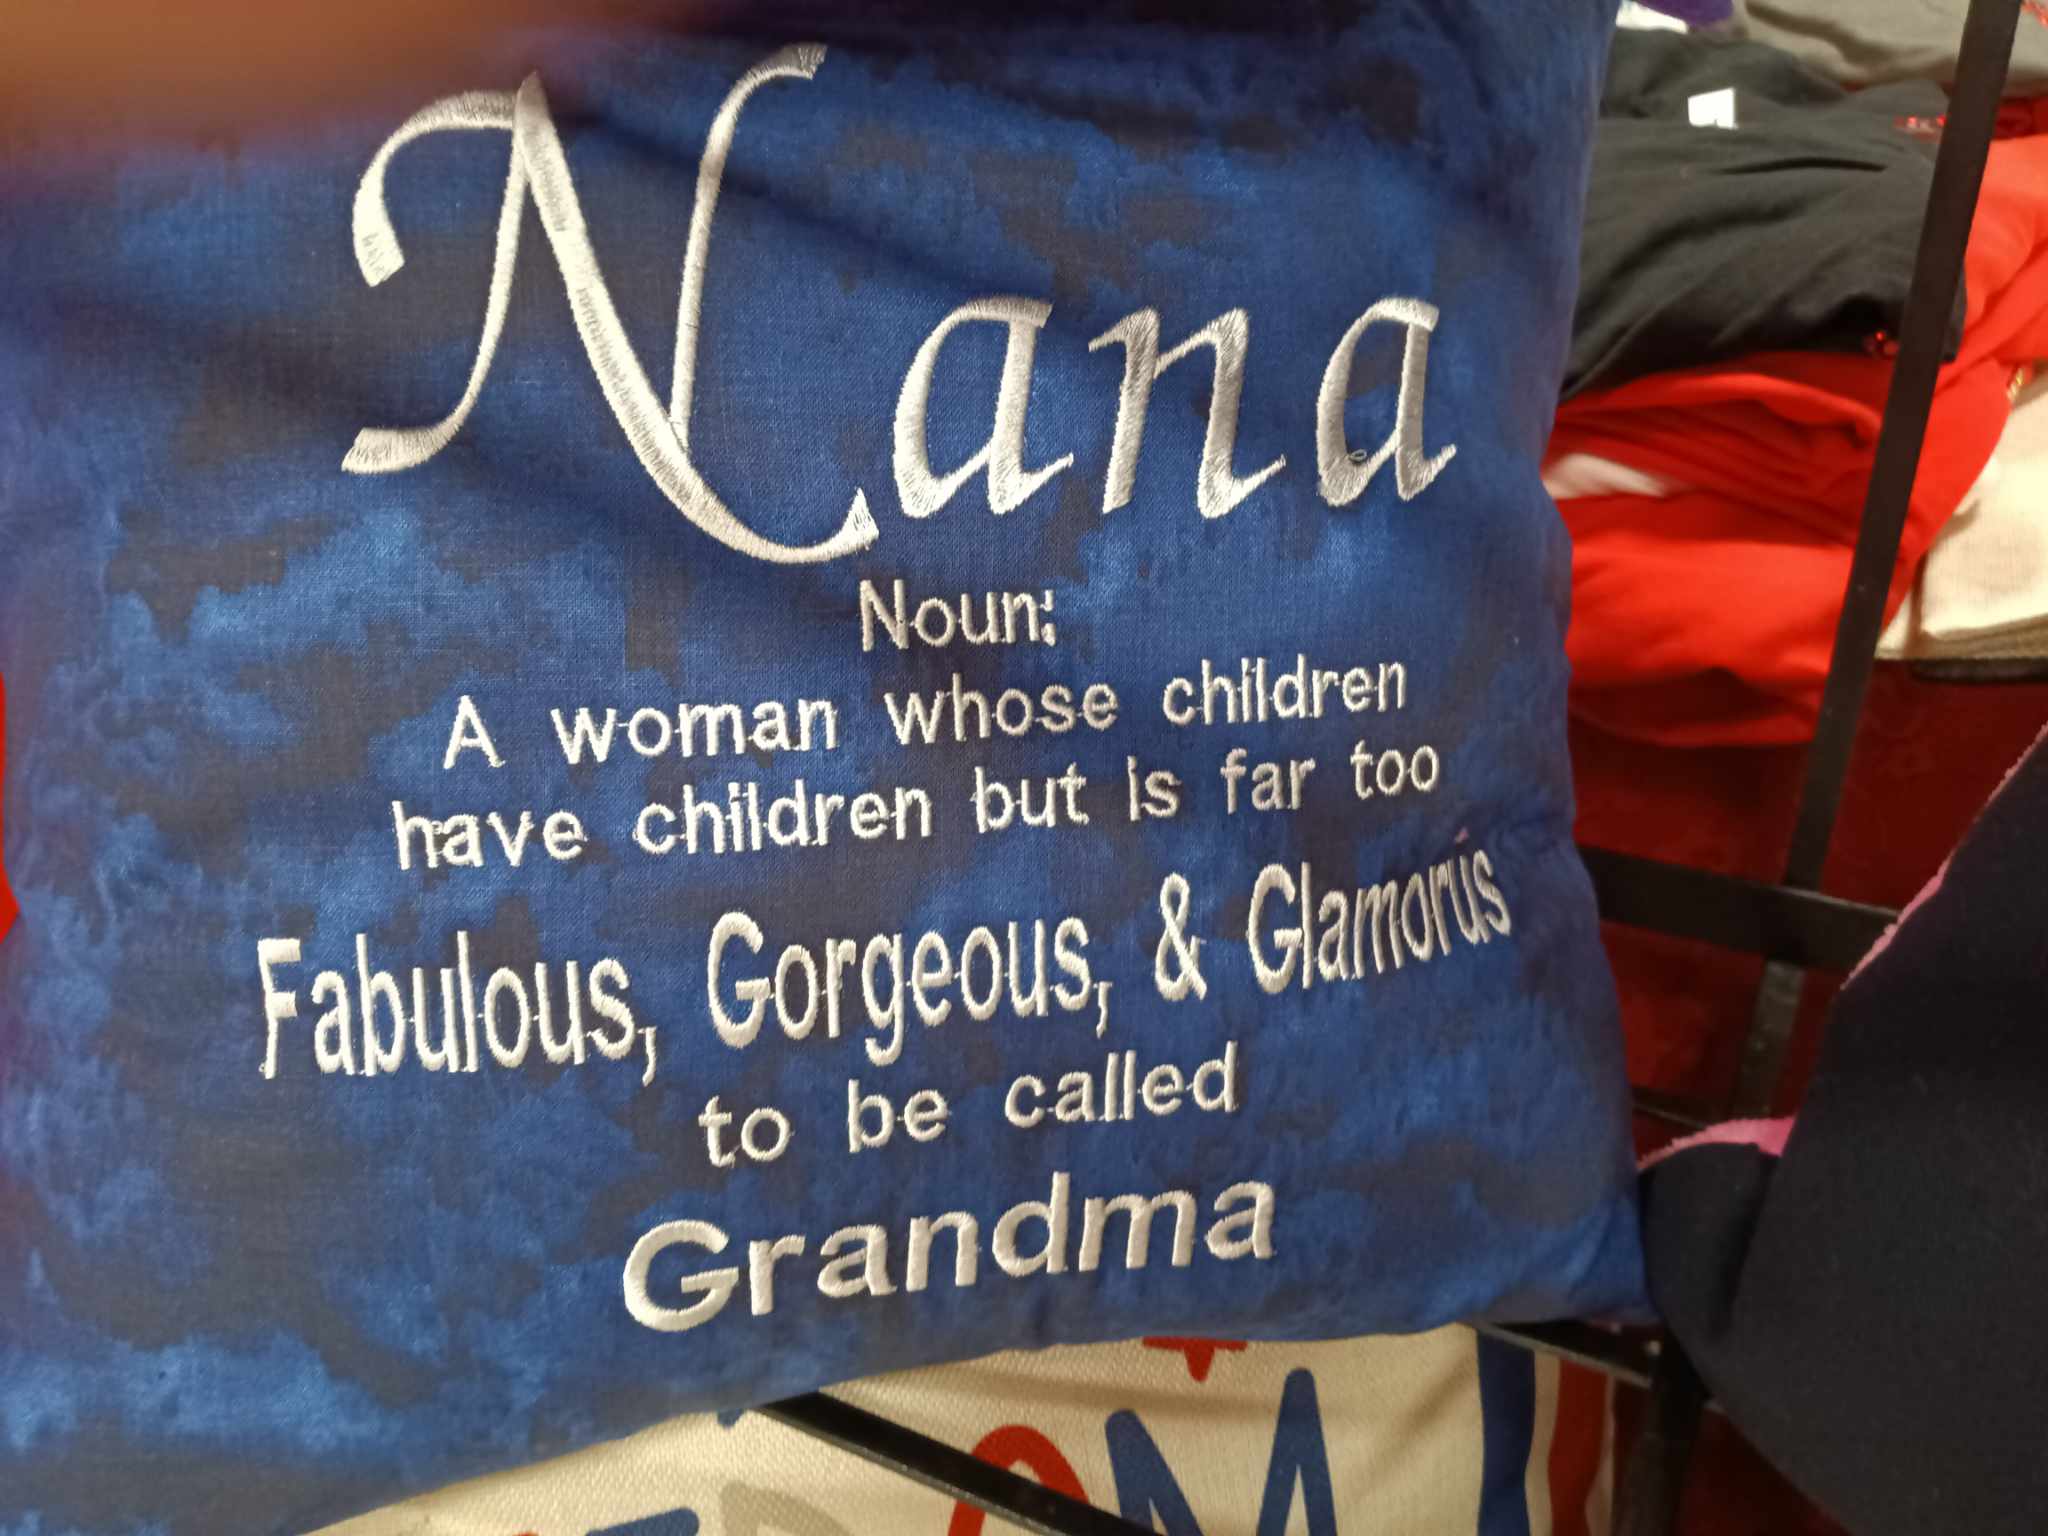 Nana
Noun:
A woman whose children
have children but is far too
Fabulous, Gorgeous, & Glamorus
to be called
Grandma